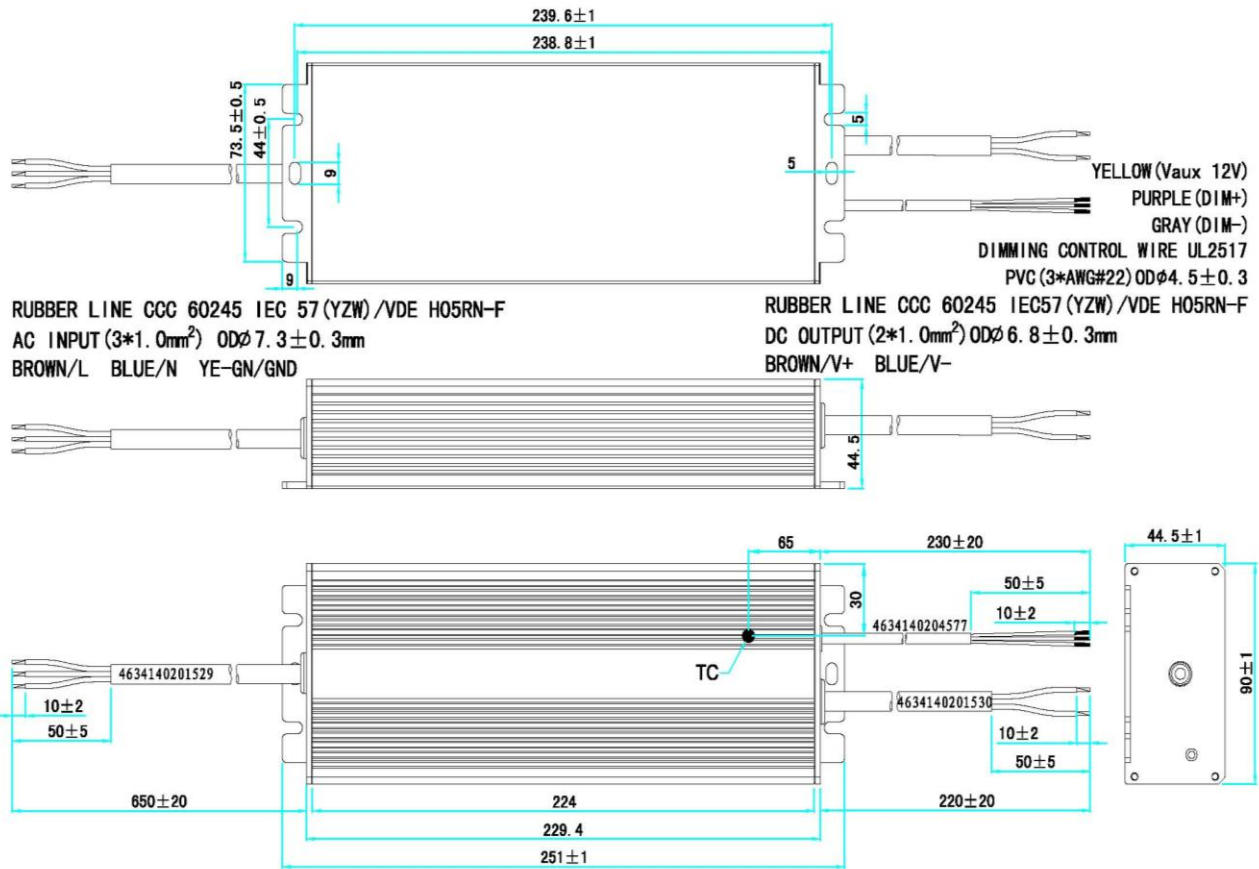 239.6±1
238.8±1
73.5±0.5
44±0.5
9
5
5
9
YELLOW(Vaux 12V)
PURPLE(DIM+)
GRAY(DIM-)
DIMMING CONTROL WIRE UL2517
PVC(3*AWG#22)ODφ4.5±0.3
RUBBER LINE CCC 60245 IEC 57(YZW)/VDE H05RN-F
AC INPUT(3*1.0mm²) ODØ7.3±0.3mm
BROWN/L BLUE/N YE-GN/GND
RUBBER LINE CCC 60245 IEC57(YZW)/VDE H05RN-F
DC OUTPUT(2*1.0mm²)ODØ6.8±0.3mm
BROWN/V+ BLUE/V-
44.5
65
230±20
44.5±1
50±5
30
10±2
4634140204577
TC
4634140201529
4634140201530
90±1
10±2
50±5
10±2
50±5
650±20
224
220±20
229.4
251±1